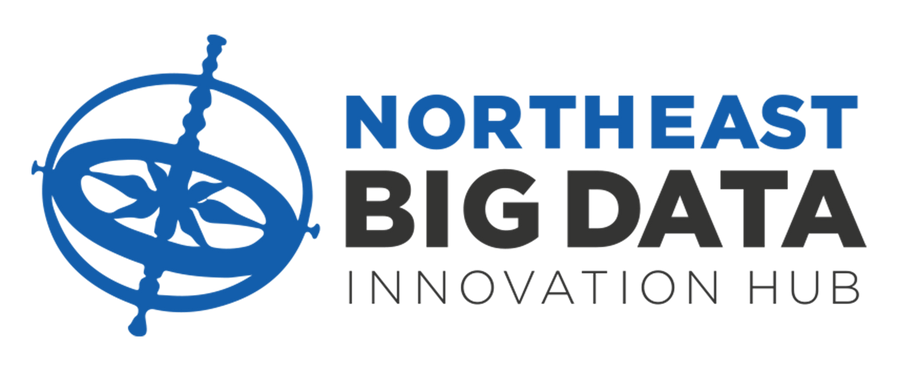 NORTHEAST
BIG DATA
INNOVATION HUB